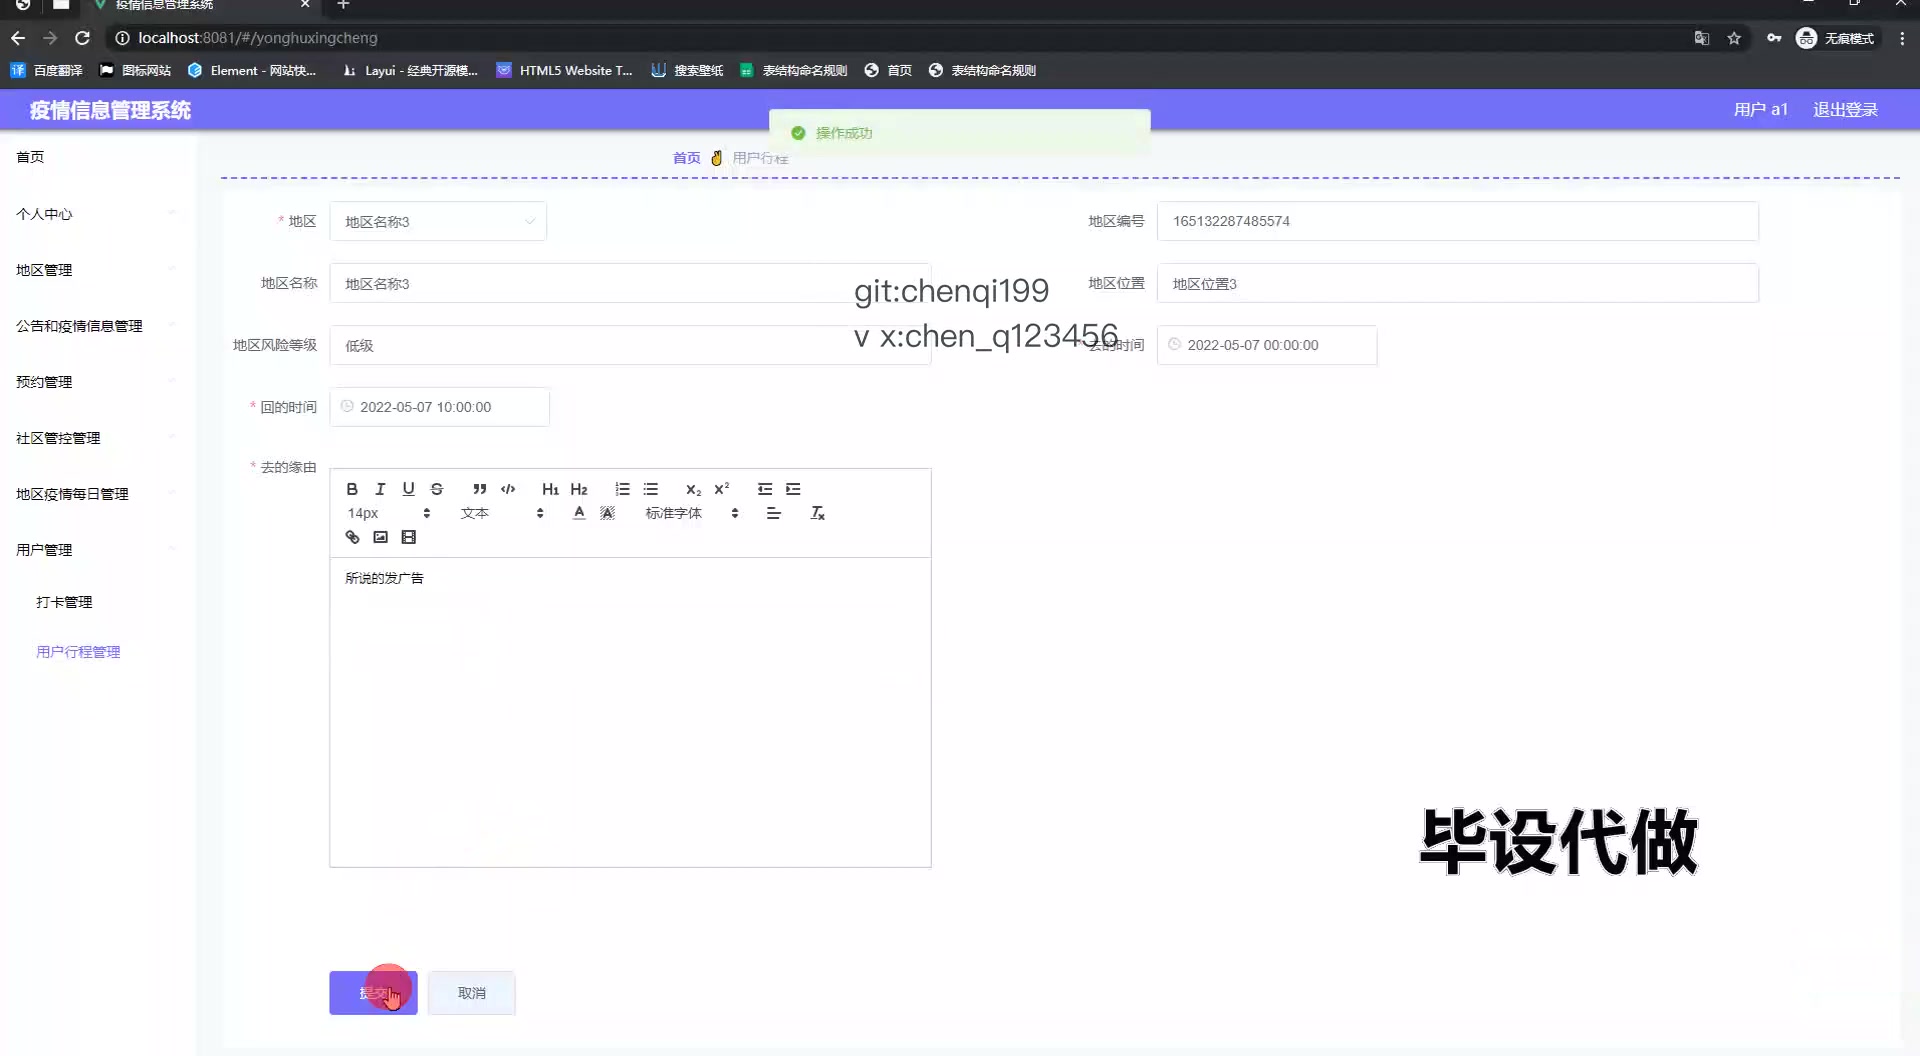 疫情信息管理系统
localhost:8081/#/yonghuxingcheng
无痕模式
百度翻译
图标网站
Element - 网站快...
Layui - 经典开源模...
HTML5 Website T...
搜索壁纸
表结构命名规则
首页
表结构命名规则
疫情信息管理系统
用户 a1
退出登录
操作成功
首页
用户行程
首页
个人中心
地区管理
公告和疫情信息管理
预约管理
社区管控管理
地区疫情每日管理
用户管理
打卡管理
用户行程管理
* 地区
地区名称3
地区编号
165132287485574
地区名称
地区名称3
地区位置
地区位置3
git:chenqi199
v x:chen_q123456
地区风险等级
低级
去的时间
2022-05-07 00:00:00
* 回的时间
2022-05-07 10:00:00
* 去的缘由
14px
文本
标准字体
所说的发广告
毕设代做
提交
取消